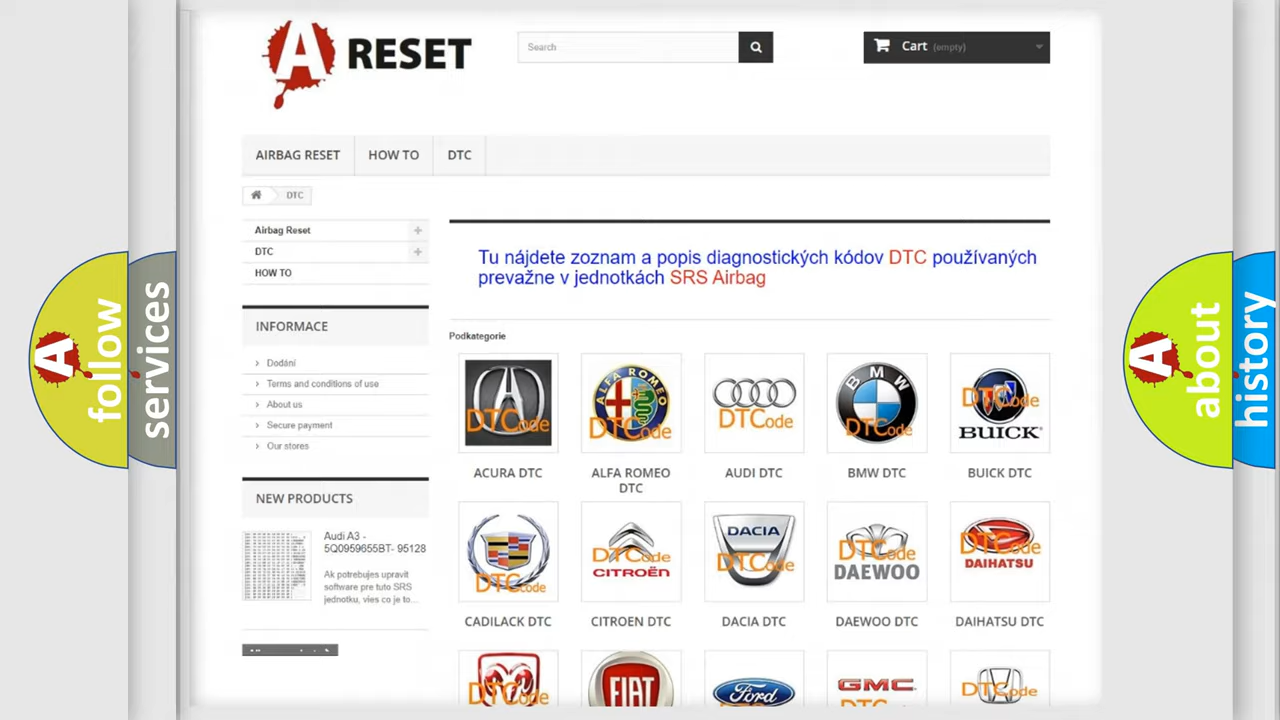 A RESET
Search
Cart (empty)
AIRBAG RESET
HOW TO
DTC
DTC
Airbag Reset
DTC
HOW TO
INFORMACE
Dodání
Terms and conditions of use
About us
Secure payment
Our stores
NEW PRODUCTS
Audi A3 -
5Q0959655BT- 95128
Ak potrebujes upravit
software pre tuto SRS
jednotku, vies co je to...
Tu nájdete zoznam a popis diagnostických kódov DTC používaných
prevažne v jednotkách SRS Airbag
Podkategorie
DTCode
ALFA ROMEO
DTCode
DTCode
BMW
DTCode
DTCode
BUICK
ACURA DTC
ALFA ROMEO
DTC
AUDI DTC
BMW DTC
BUICK DTC
DTCode
DTCode
CITROËN
DACIA
DTCode
DTCode
DAEWOO
DTCode
DAIHATSU
CADILACK DTC
CITROEN DTC
DACIA DTC
DAEWOO DTC
DAIHATSU DTC
DTCode
FIAT
Ford
GMC
DTCode
A follow
services
A about
history